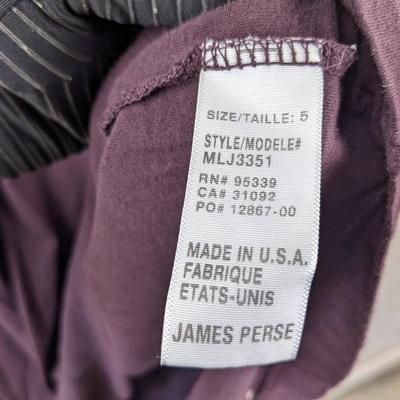 SIZE/TAILLE: 5
STYLE/MODELE#
MLJ3351
RN# 95339
CA# 31092
PO# 12867-00
MADE IN U.S.A.
FABRIQUE
ETATS-UNIS
JAMES PERSE